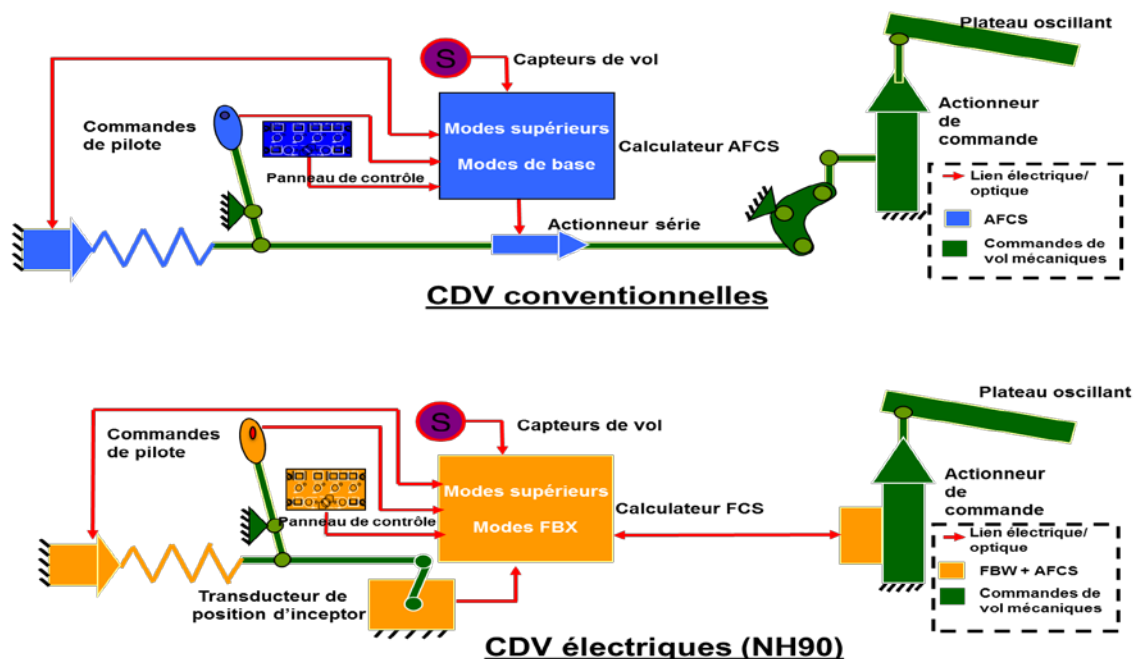 Plateau oscillant
S
Capteurs de vol
Commandes
de pilote
Modes supérieurs
Modes de base
Calculateur AFCS
Panneau de contrôle
Actionneur
de
commande
Actionneur série
Lien électrique/
optique
AFCS
Commandes de
vol mécaniques
CDV conventionnelles
Plateau oscillant
S
Capteurs de vol
Commandes
de pilote
Modes supérieurs
Modes FBX
Calculateur FCS
Panneau de contrôle
Actionneur
de
commande
Transducteur de
position d'inceptor
Lien électrique/
optique
FBW + AFCS
Commandes de
vol mécaniques
CDV électriques (NH90)